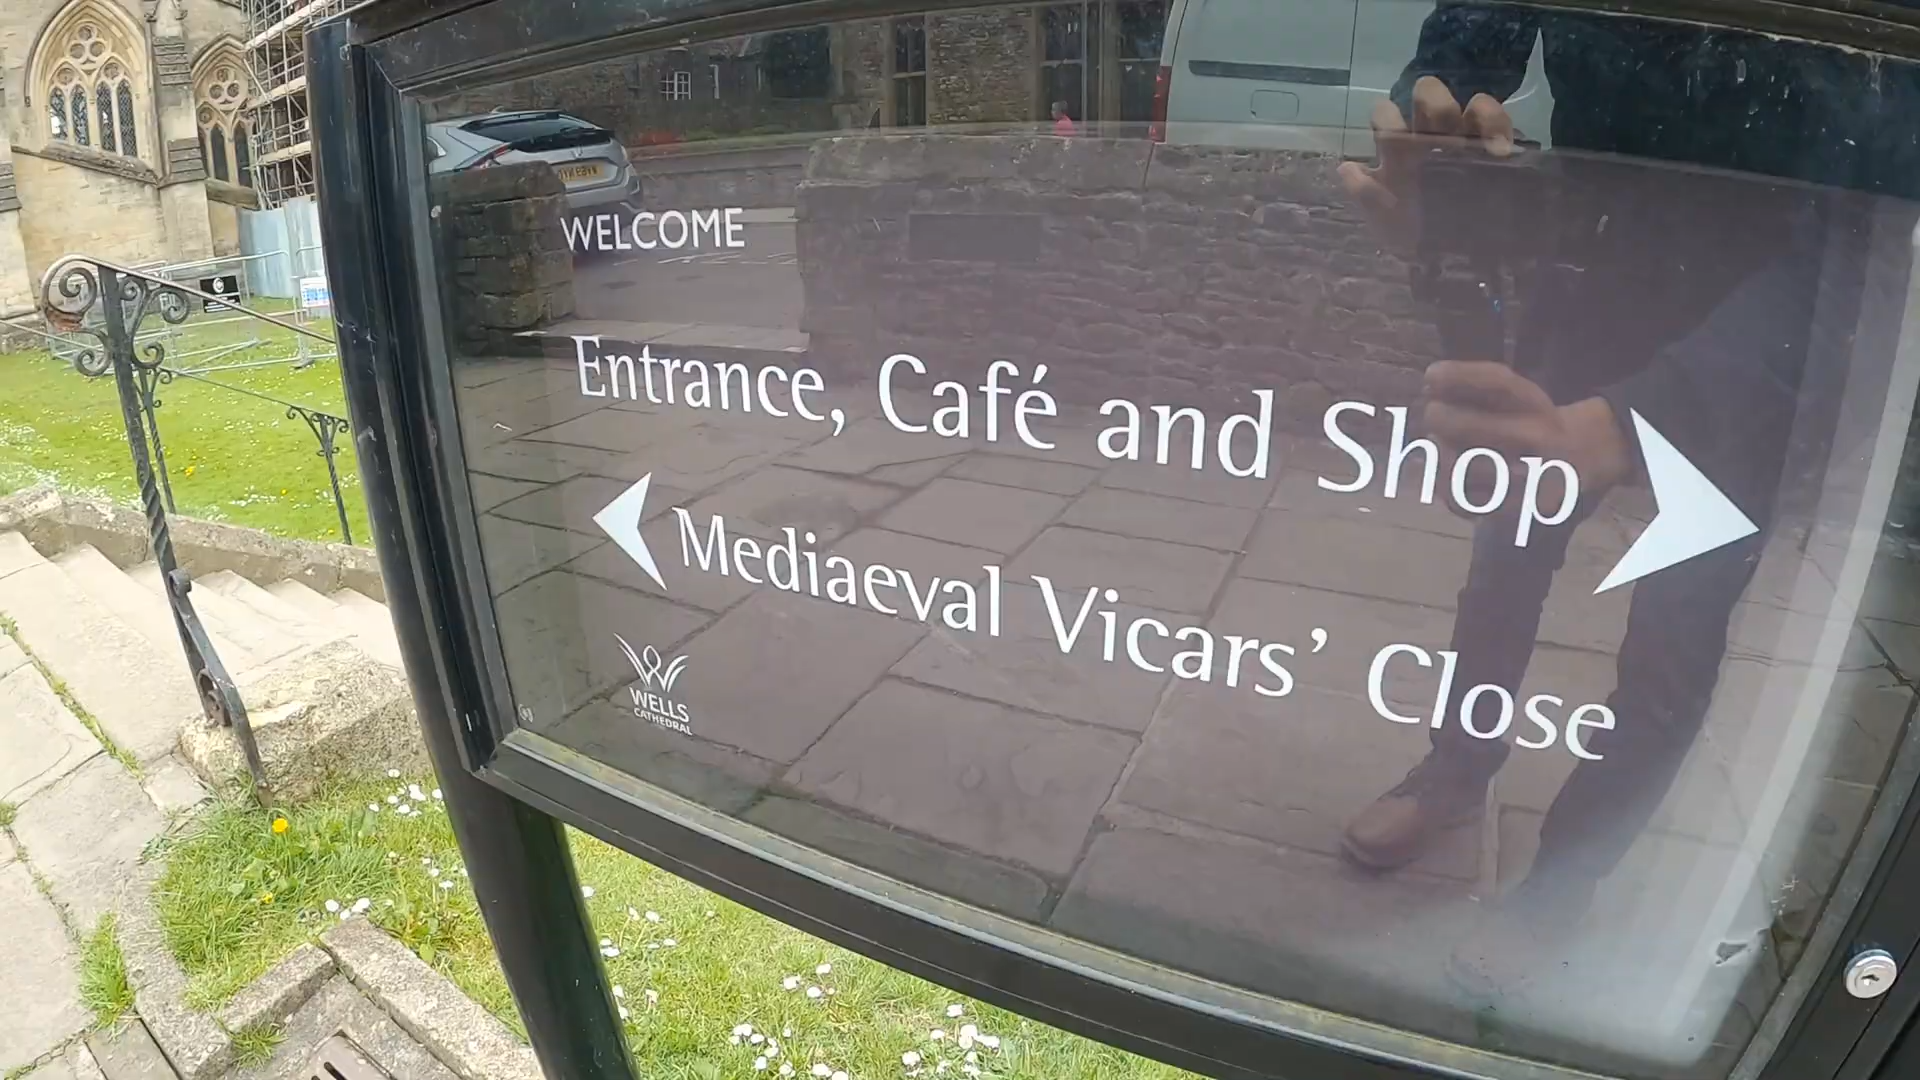 WELCOME
Entrance, Café and Shop
Mediaeval Vicars’ Close
WELLS
CATHEDRAL